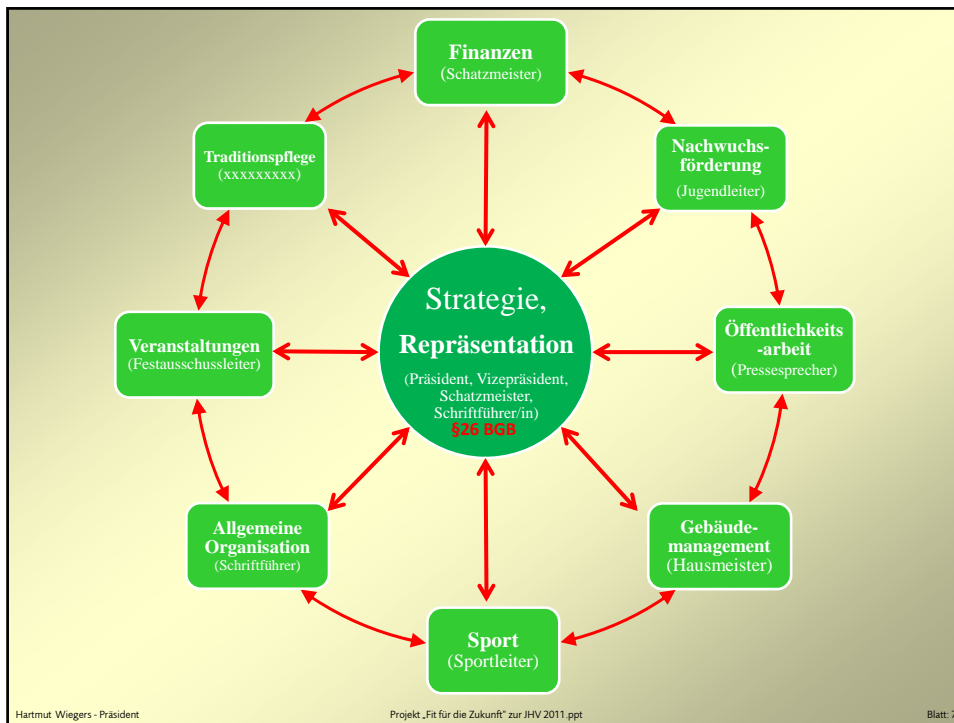 Finanzen
(Schatzmeister)
Traditionspflege
(xxxxxxxxx)
Nachwuchs-
förderung
(Jugendleiter)
Strategie,
Repräsentation
(Präsident, Vizepräsident,
Schatzmeister,
Schriftführer/in)
§26 BGB
Veranstaltungen
(Festausschussleiter)
Öffentlichkeits
-arbeit
(Pressesprecher)
Allgemeine
Organisation
(Schriftführer)
Gebäude-
management
(Hausmeister)
Sport
(Sportleiter)
Hartmut Wiegers - Präsident
Projekt „Fit für die Zukunft" zur JHV 2011.ppt
Blatt: 7